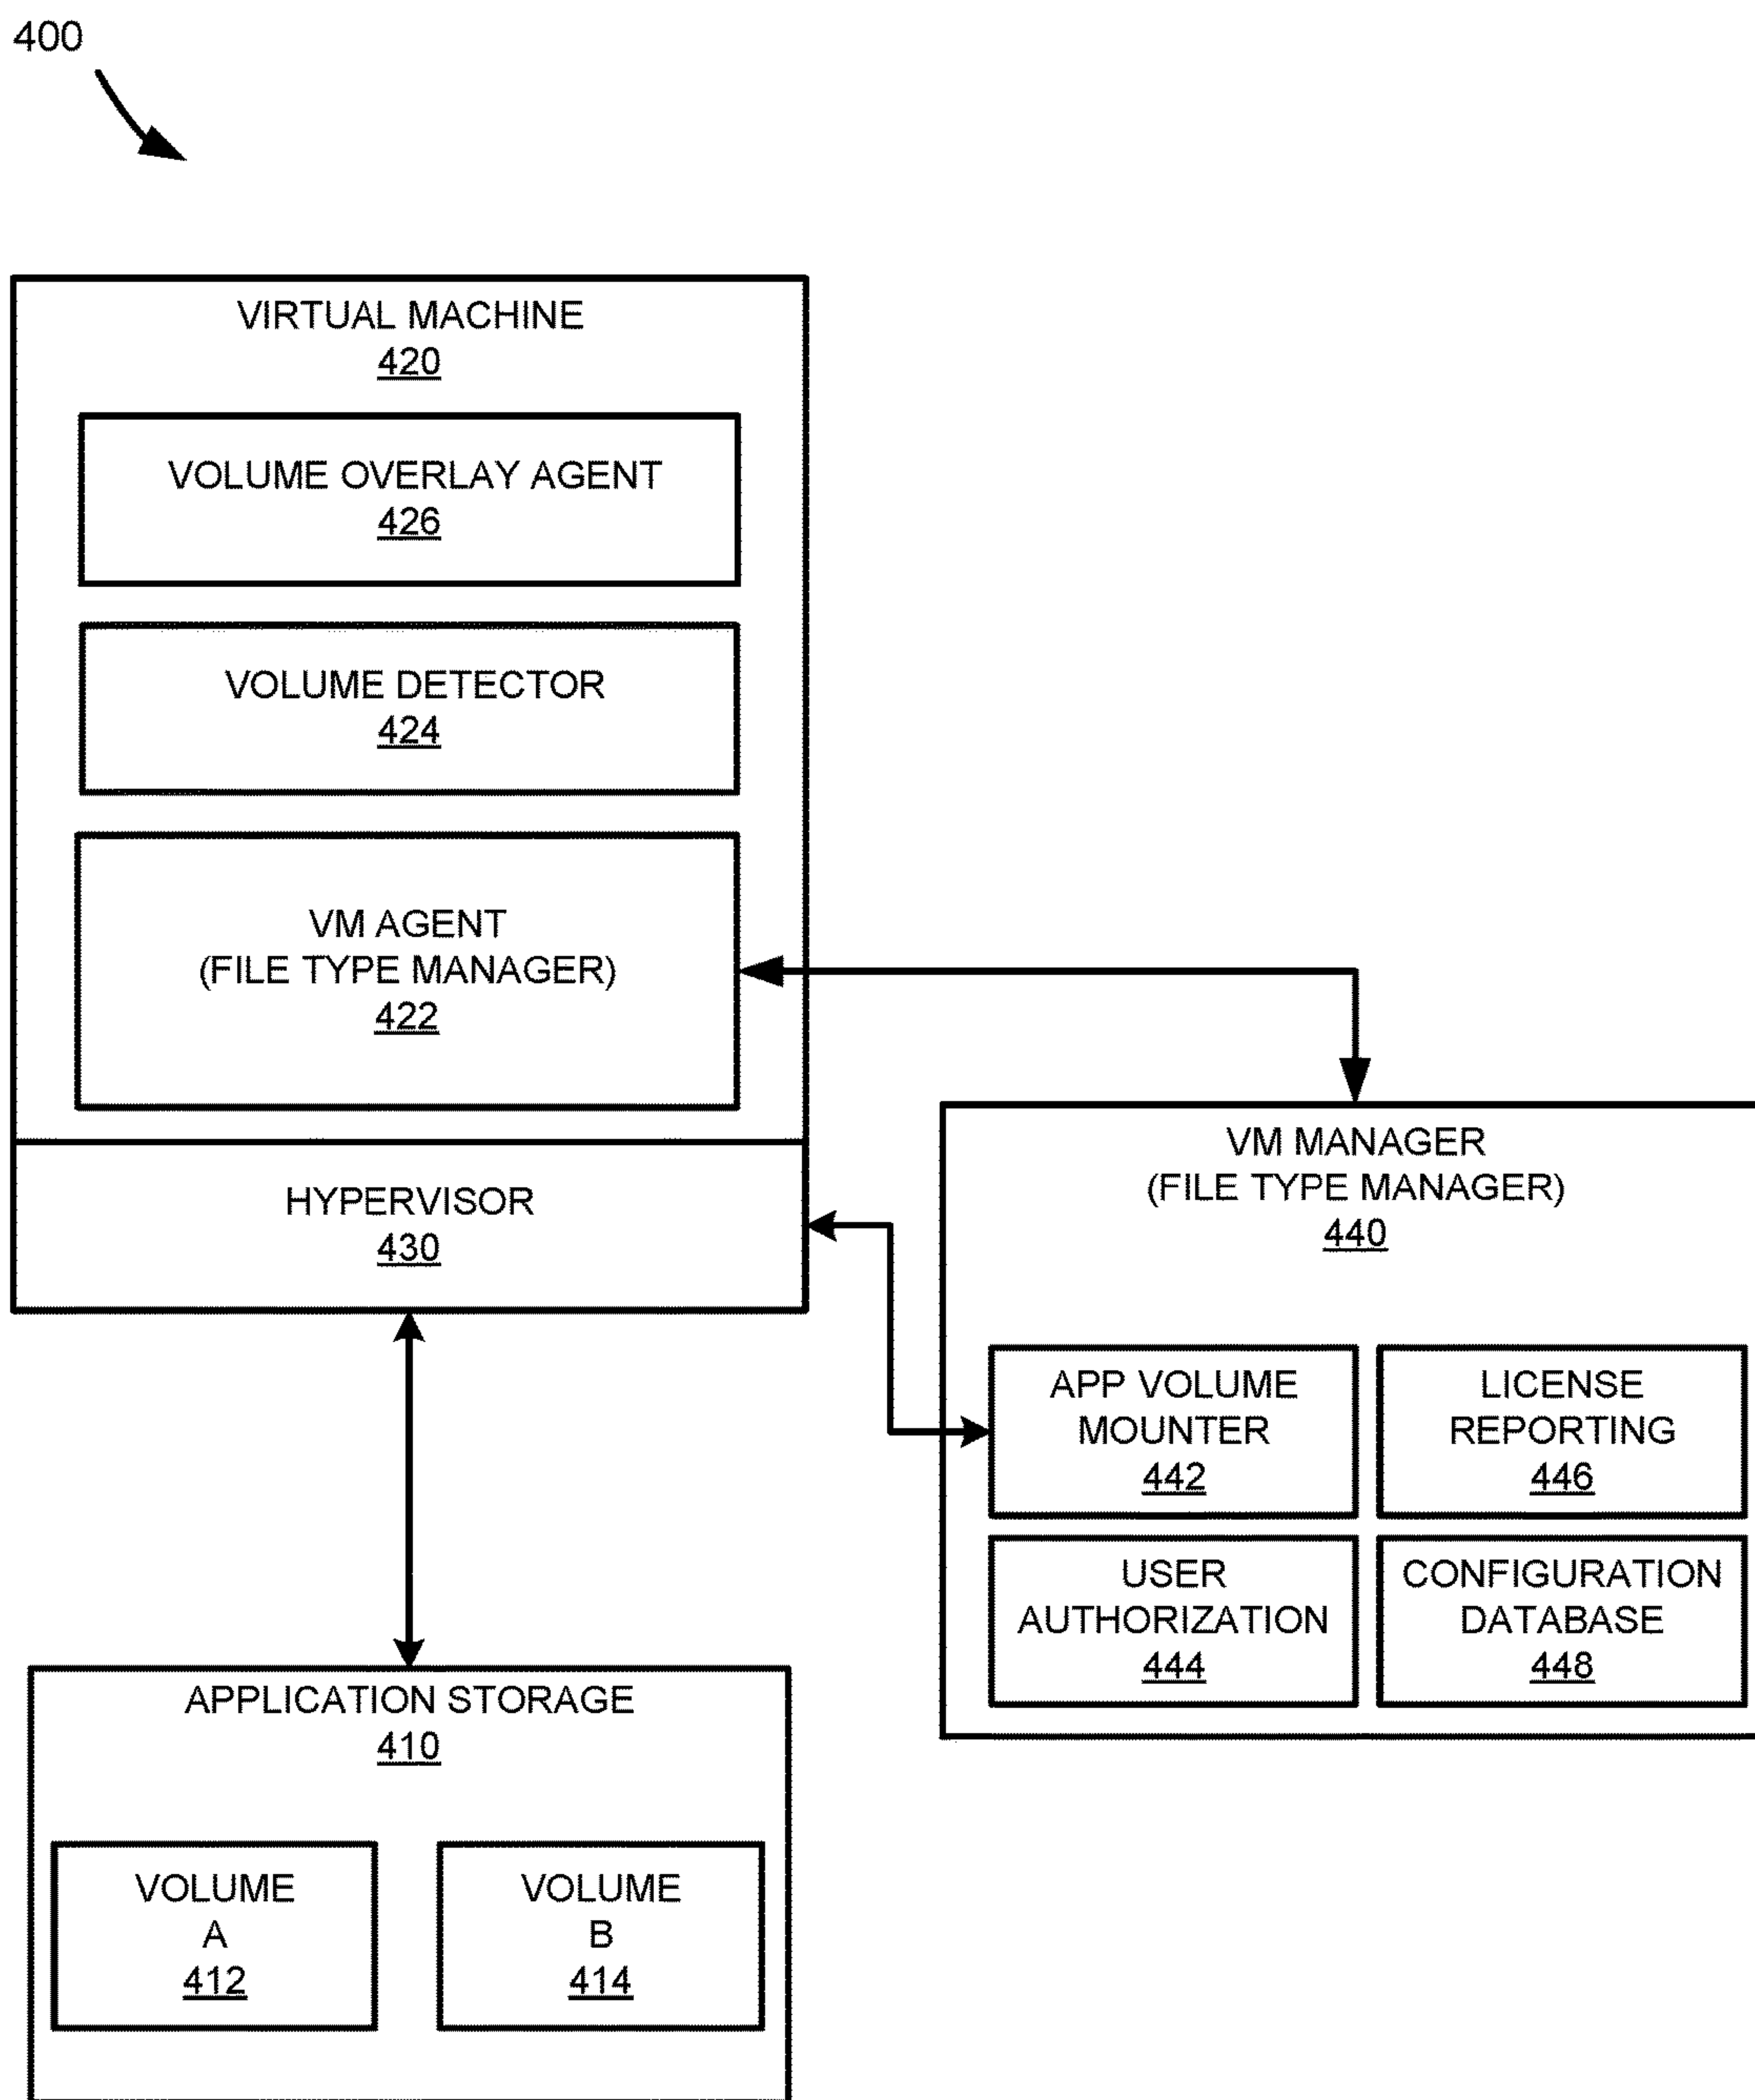 400
VIRTUAL MACHINE
420
VOLUME OVERLAY AGENT
426
VOLUME DETECTOR
424
VM AGENT
(FILE TYPE MANAGER)
422
HYPERVISOR
430
VM MANAGER
(FILE TYPE MANAGER)
440
APP VOLUME
MOUNTER
442
LICENSE
REPORTING
446
USER
AUTHORIZATION
444
CONFIGURATION
DATABASE
448
APPLICATION STORAGE
410
VOLUME
A
412
VOLUME
B
414